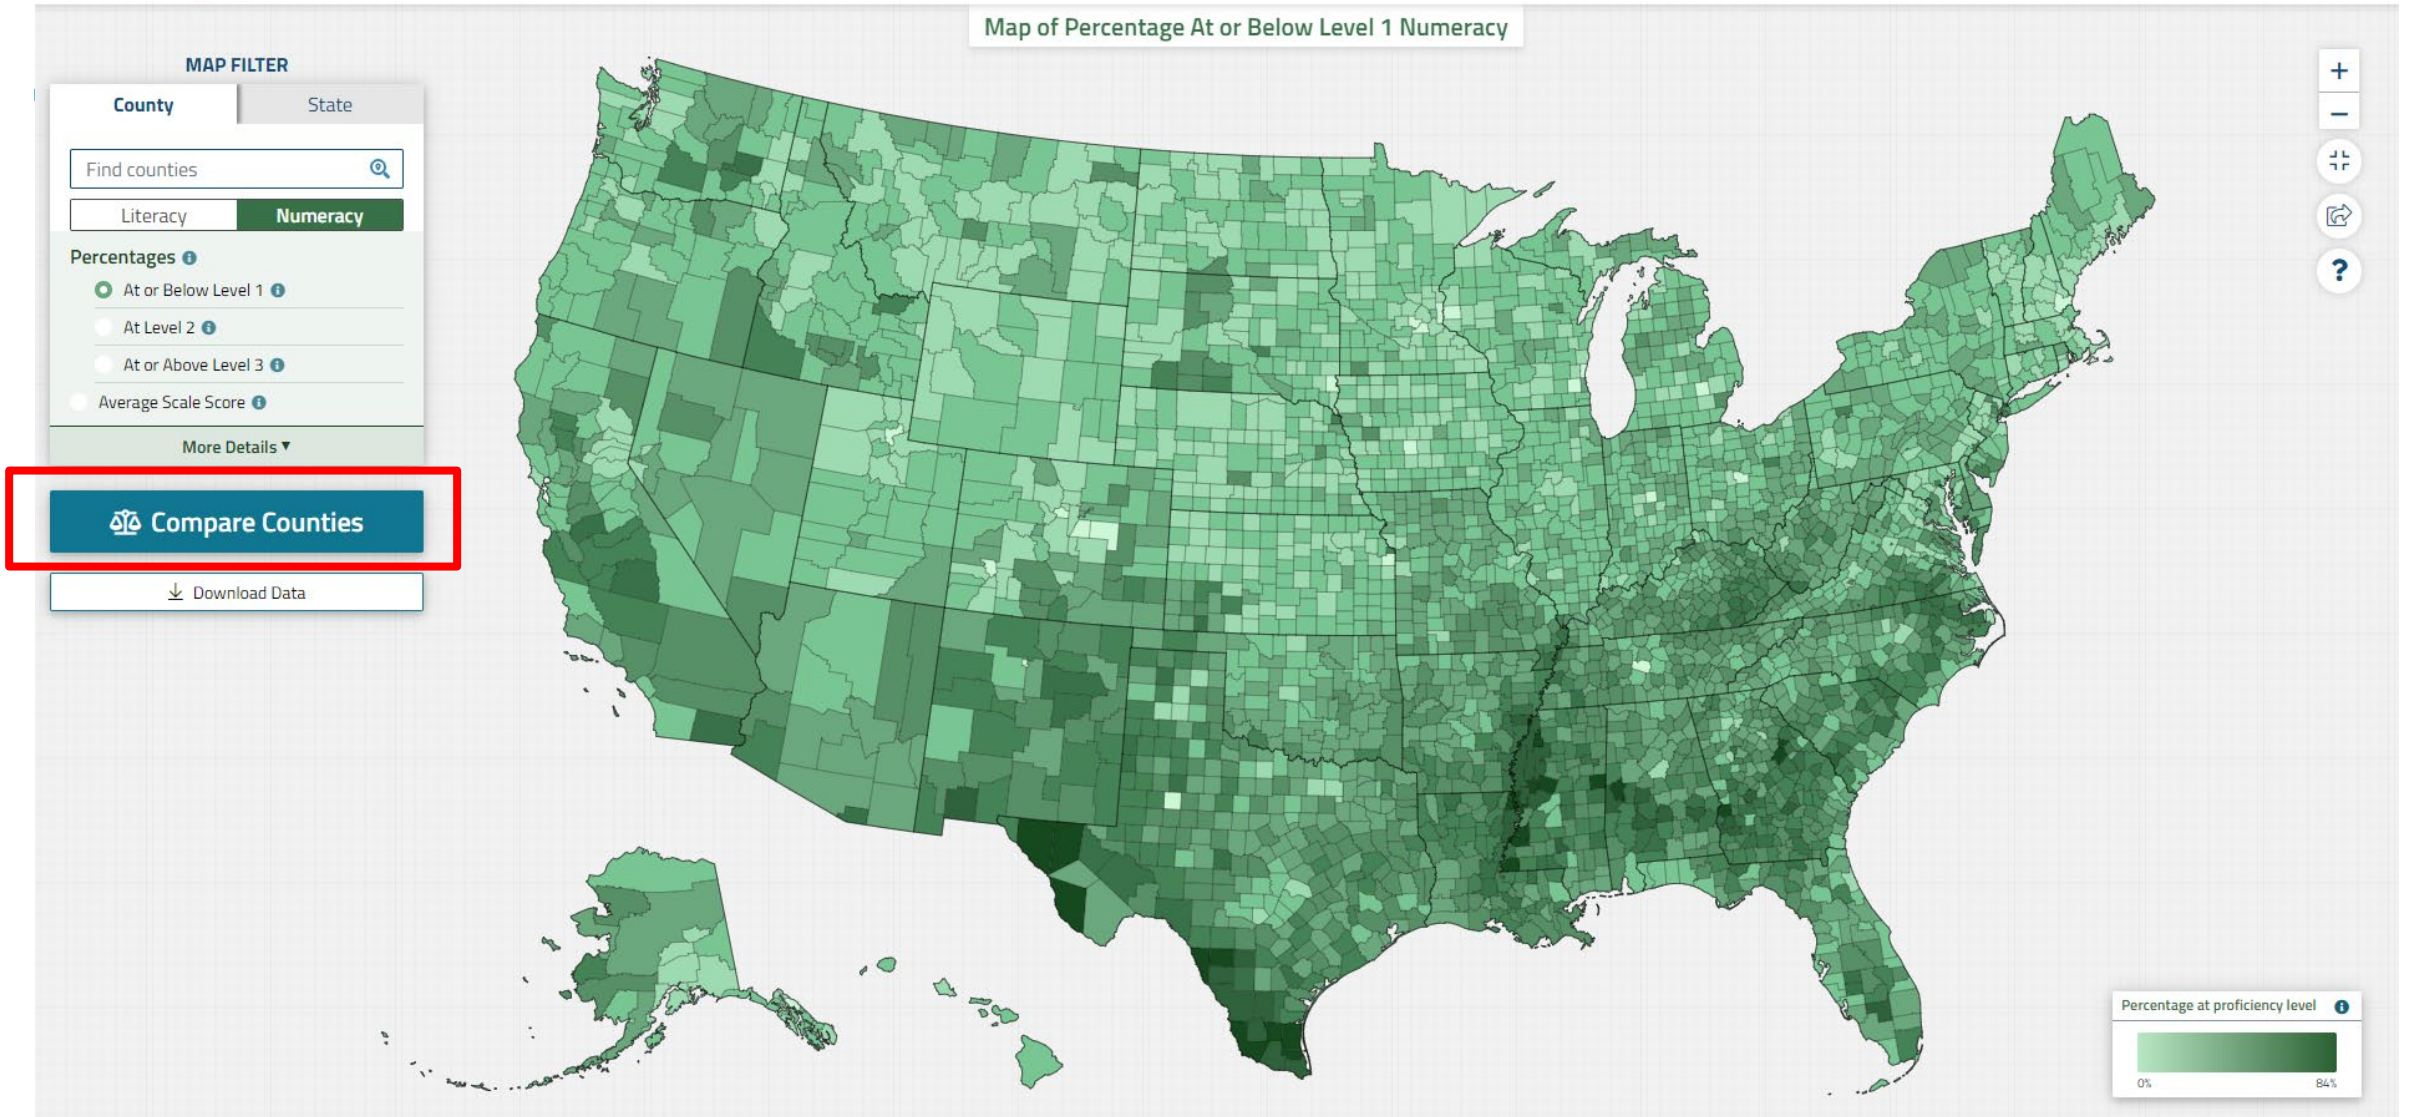 Map of Percentage At or Below Level 1 Numeracy
MAP FILTER
County
State
Find counties
Literacy
Numeracy
Percentages
At or Below Level 1
At Level 2
At or Above Level 3
Average Scale Score
More Details
Compare Counties
Download Data
+
−
?
Percentage at proficiency level
0%
84%